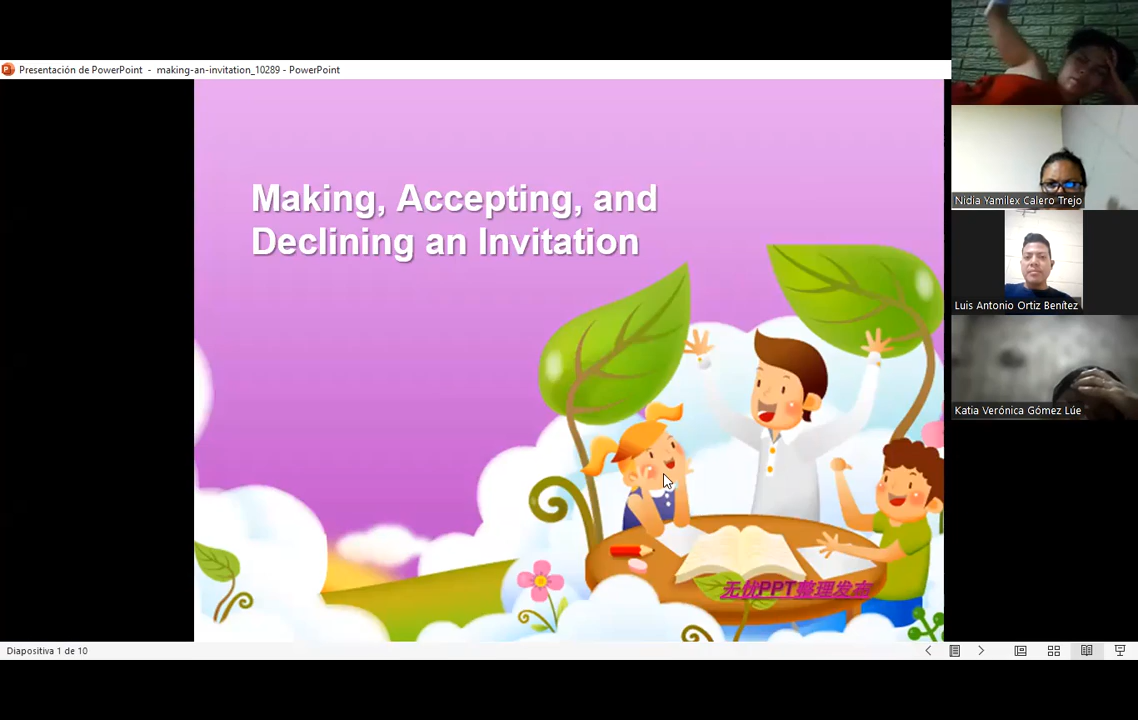 Presentación de PowerPoint - making-an-invitation_10289 - PowerPoint
Making, Accepting, and
Declining an Invitation
无忧PPT整理发布
Nidia Yamilex Calero Trejo
Luis Antonio Ortiz Benítez
Katia Verónica Gómez Lúe
Diapositiva 1 de 10